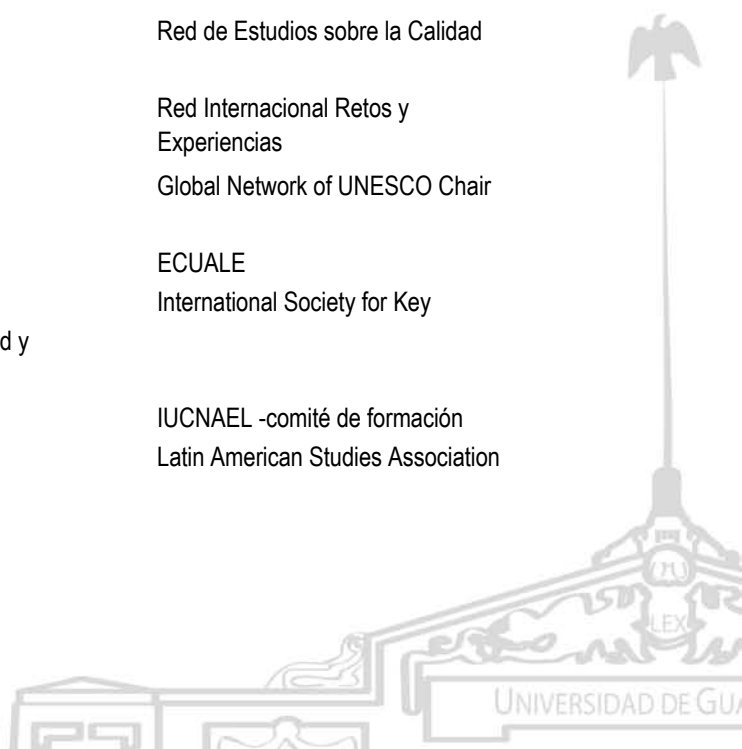 Red de Estudios sobre la Calidad
Red Internacional Retos y
Experiencias
Global Network of UNESCO Chair
ECUALE
International Society for Key
d y
IUCNAEL -comité de formación
Latin American Studies Association
LEX
UNIVERSIDAD DE GUA